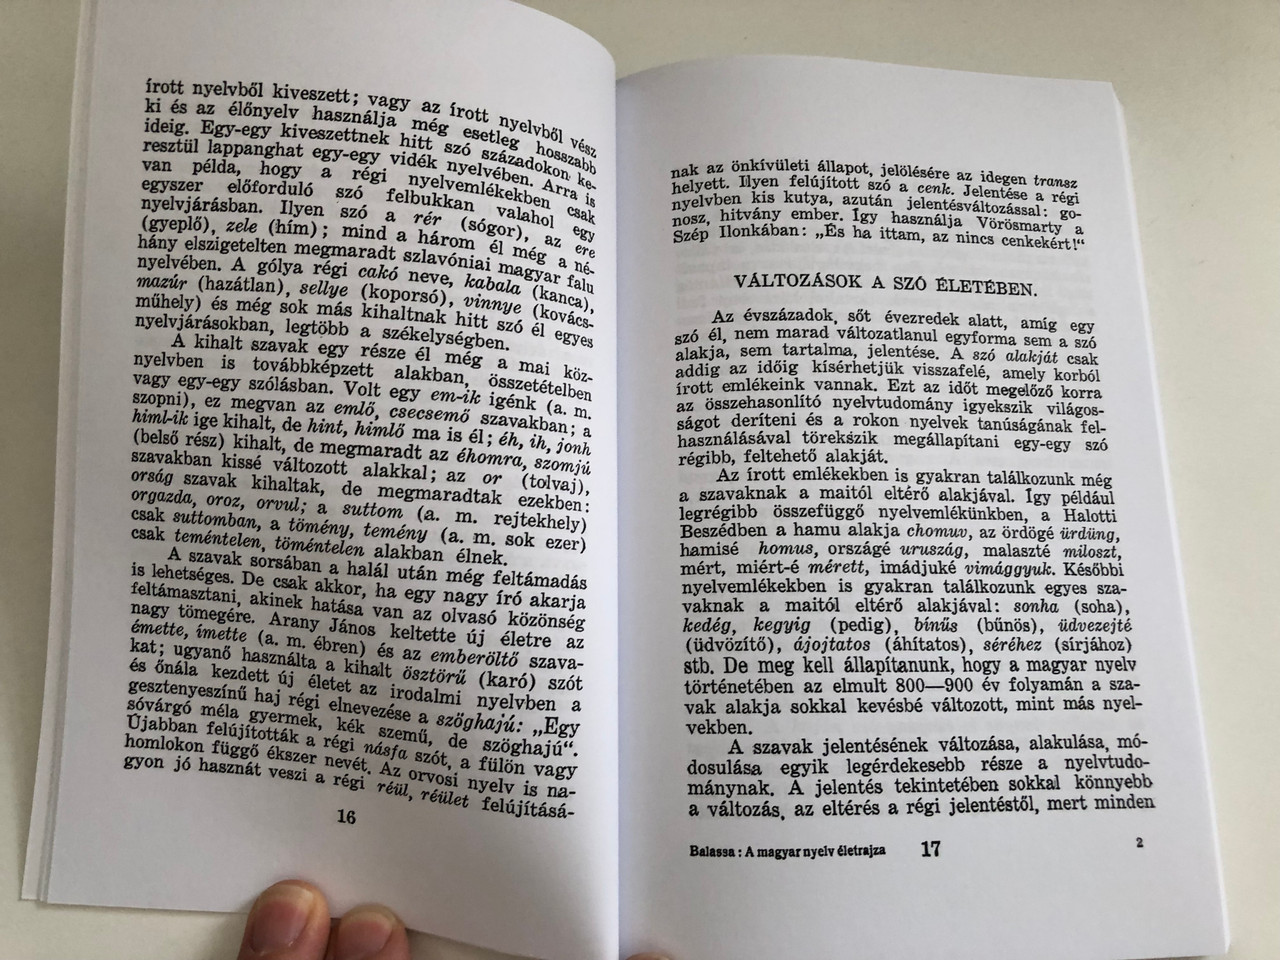 írott nyelvből kiveszett; vagy az írott nyelvből vész
ki és az élőnyelv használja még esetleg hosszabb
ideig. Egy-egy kiveszettnek hitt szó századokon ke-
resztül lappanghat egy-egy vidék nyelvében. Arra is
van példa, hogy a régi nyelvemlékekben csak
egyszer előforduló szó felbukkan valahol egy
nyelvjárásban. Ilyen szó a rér (sógor), az ere
(gyeplő), zele (hím); mind a három él még a né-
hány elszigetelten megmaradt szlavóniai magyar falu
nyelvében. A gólya régi cakó neve, kabala (kanca),
mazúr (hazátlan), sellye (koporsó), vinnye (kovács-
műhely) és még sok más kihaltnak hitt szó él egyes
nyelvjárásokban, legtöbb a székelységben.
A kihalt szavak egy része él még a mai köz-
nyelvben is továbbképzett alakban, összetételben
vagy egy-egy szólásban. Volt egy em-ik igénk (a. m.
szopni), ez megvan az emlő, csecsemő szavakban; a
himl-ik ige kihalt, de hint, himlő ma is él; éh, ih, jonh
(belső rész) kihalt, de megmaradt az éhomra, szomjú
szavakban kissé változott alakkal; az or (tolvaj),
orság szavak kihaltak, de megmaradtak ezekben:
orgazda, oroz, orvul; a suttom (a. m. rejtekhely)
csak suttomban, a tömény, temény (a. m. sok ezer)
csak teméntelen, töméntelen alakban élnek.
A szavak sorsában a halál után még feltámadás
is lehetséges. De csak akkor, ha egy nagy író akarja
feltámasztani, akinek hatása van az olvasó közönség
nagy tömegére. Arany János keltette új életre az
émette, imette (a. m. ébren) és az emberöltő szava-
kat; ugyanő használta a kihalt ösztörű (karó) szót
és őnála kezdett új életet az irodalmi nyelvben a
gesztenyeszínű haj régi elnevezése a szöghajú: „Egy
sóvárgó méla gyermek, kék szemű, de szöghajú“.
Újabban felújították a régi násfa szót, a fülön vagy
homlokon függő ékszer nevét. Az orvosi nyelv is na-
gyon jó hasznát veszi a régi réül, réület felújításá-
16
nak az önkívületi állapot, jelölésére az idegen transz
helyett. Ilyen felújított szó a cenk. Jelentése a régi
nyelvben kis kutya, azután jelentésváltozással: go-
nosz, hitvány ember. Így használja Vörösmarty a
Szép Ilonkában: „És ha ittam, az nincs cenkekért!“
VÁLTOZÁSOK A SZÓ ÉLETÉBEN.
Az évszázadok, sőt évezredek alatt, amíg egy
szó él, nem marad változatlanul egyforma sem a szó
alakja, sem tartalma, jelentése. A szó alakját csak
addig az időig kísérhetjük visszafelé, amely korból
írott emlékeink vannak. Ezt az időt megelőző korra
az összehasonlító nyelvtudomány igyekszik világos-
ságot deríteni és a rokon nyelvek tanúságának fel-
használásával törekszik megállapítani egy-egy szó
régibb, feltehető alakját.
Az írott emlékekben is gyakran találkozunk még
a szavaknak a maitól eltérő alakjával. Így például
legrégibb összefüggő nyelvemlékünkben, a Halotti
Beszédben a hamu alakja chomuv, az ördögé ürdüng,
hamisé homus, országé uruszág, malaszté miloszt,
mért, miért-é mérett, imádjuké vimággyuk. Későbbi
nyelvemlékekben is gyakran találkozunk egyes sza-
vaknak a maitól eltérő alakjával: sonha (soha),
kedég, kegyig (pedig), bínűs (bűnös), üdvezejté
(üdvözítő), ájojtatos (áhítatos), séréhez (sírjához)
stb. De meg kell állapítanunk, hogy a magyar nyelv
történetében az elmult 800—900 év folyamán a sza-
vak alakja sokkal kevésbé változott, mint más nyel-
vekben.
A szavak jelentésének változása, alakulása, mó-
dosulása egyik legérdekesebb része a nyelvtudo-
mánynak. A jelentés tekintetében sokkal könnyebb
a változás, az eltérés a régi jelentéstől, mert minden
Balassa: A magyar nyelv életrajza 17 2